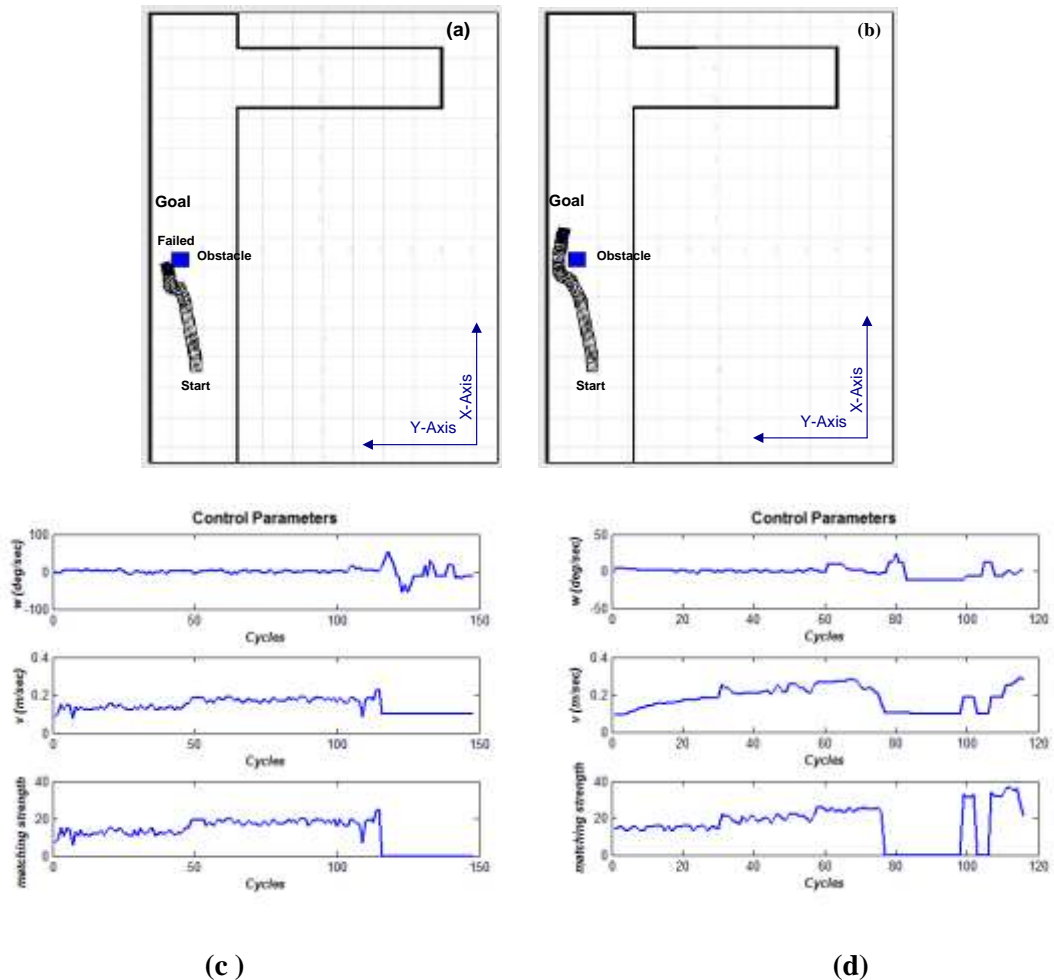 (a)
Goal
Failed
Obstacle
Start
X-Axis
Y-Axis
(b)
Goal
Obstacle
Start
X-Axis
Y-Axis
Control Parameters
100
0
-100
w (deg/sec)
0 50 100 150
Cycles
0.4
0.2
0
v (m/sec)
0 50 100 150
Cycles
40
20
0
matching strength
0 50 100 150
Cycles
Control Parameters
50
0
-50
w (deg/sec)
0 20 40 60 80 100 120
Cycles
0.4
0.2
0
v (m/sec)
0 20 40 60 80 100 120
Cycles
40
20
0
matching strength
0 20 40 60 80 100 120
Cycles
(c )
(d)